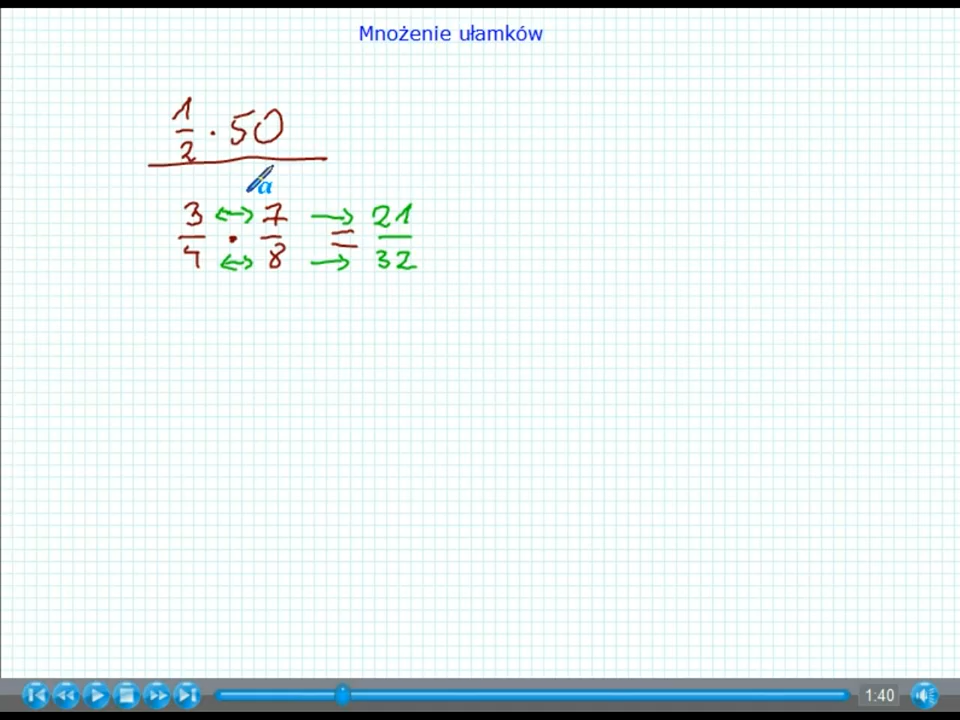 Mnożenie ułamków
1/2 · 50
a
3/4 · 7/8 = 21/32
1:40